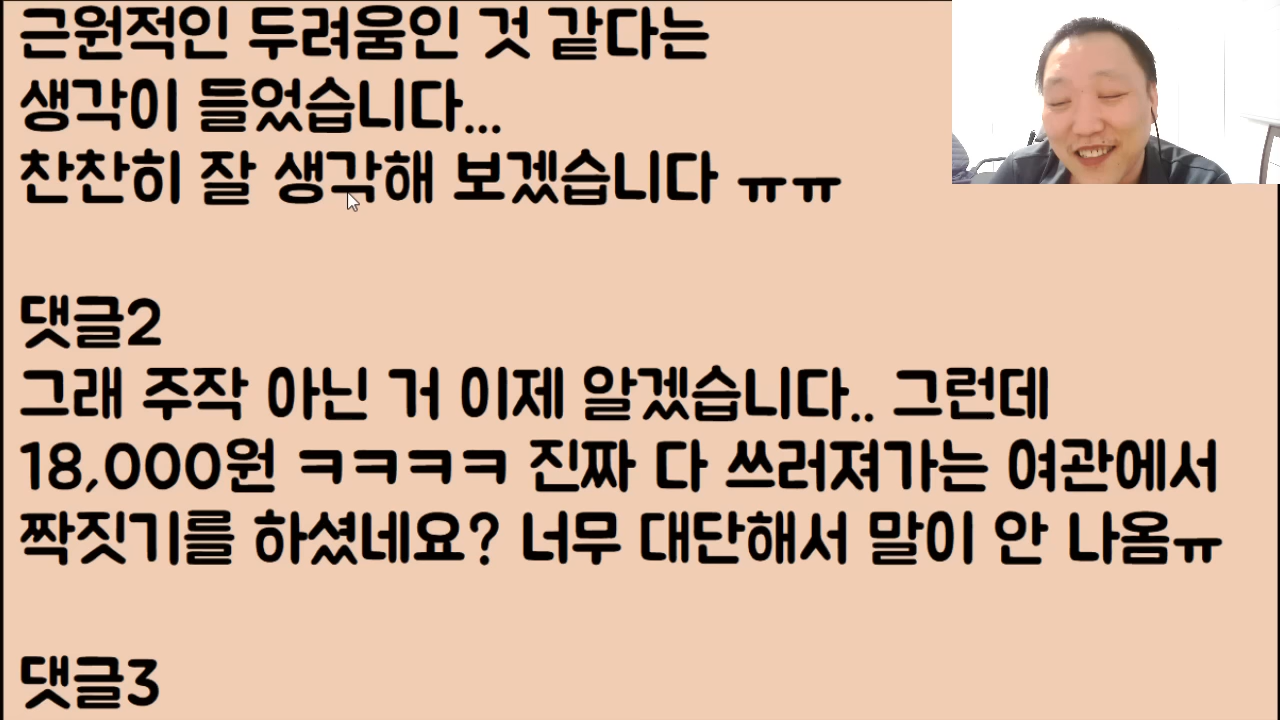 근원적인 두려움인 것 같다는
생각이 들었습니다...
찬찬히 잘 생각해 보겠습니다 ㅠㅠ
댓글2
그래 주작 아닌 거 이제 알겠습니다.. 그런데
18,000원 ㅋㅋㅋㅋ 진짜 다 쓰러져가는 여관에서
짝짓기를 하셨네요? 너무 대단해서 말이 안 나옴ㅠ
댓글3